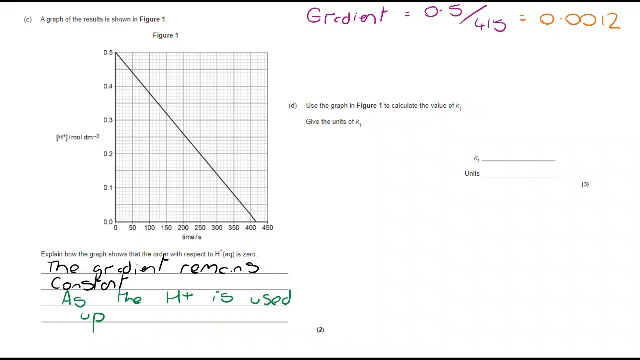 Gradient = 0.5/415 = 0.0012
(c) A graph of the results is shown in Figure 1.
Figure 1
0.5
0.4
0.3
[H+] / mol dm⁻³
0.2
0.1
0.0
0 50 100 150 200 250 300 350 400 450
time / s
Explain how the graph shows that the order with respect to H⁺(aq) is zero.
The gradient remains
Constant
As the H+ is used
up
(2)
(d) Use the graph in Figure 1 to calculate the value of k₁
Give the units of k₁
k₁
Units
(3)